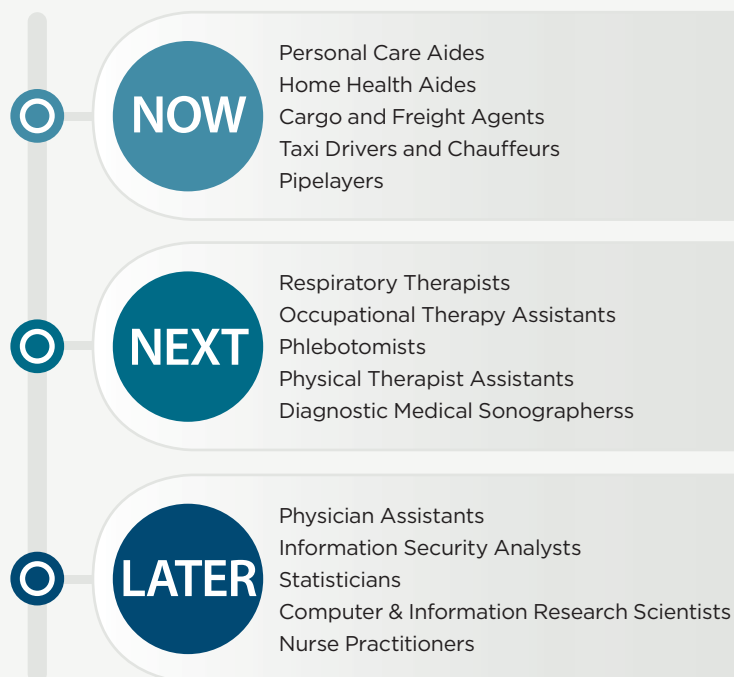 NOW
Personal Care Aides
Home Health Aides
Cargo and Freight Agents
Taxi Drivers and Chauffeurs
Pipelayers
NEXT
Respiratory Therapists
Occupational Therapy Assistants
Phlebotomists
Physical Therapist Assistants
Diagnostic Medical Sonographerss
LATER
Physician Assistants
Information Security Analysts
Statisticians
Computer & Information Research Scientists
Nurse Practitioners